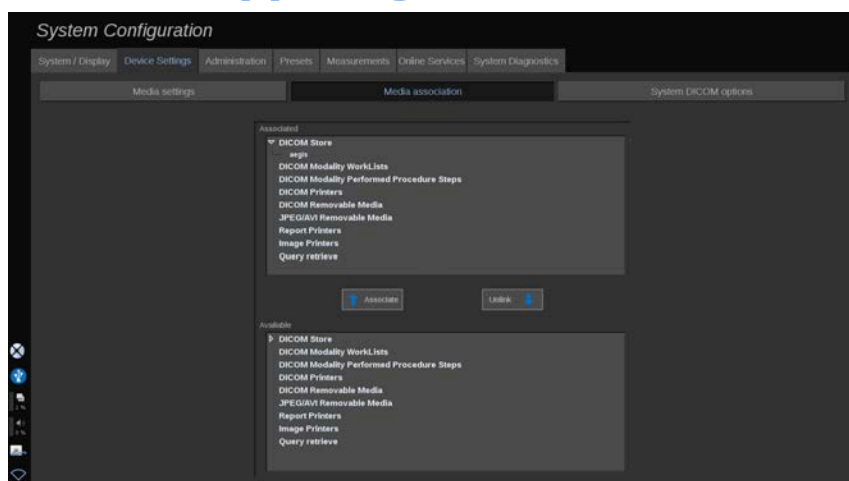 System Configuration
System / Display Device Settings Administration Presets Measurements Online Services System Diagnostics
Media settings Media association System DICOM options
Associated
DICOM Store
aegis
DICOM Modality WorkLists
DICOM Modality Performed Procedure Steps
DICOM Printers
DICOM Removable Media
JPEG/AVI Removable Media
Report Printers
Image Printers
Query retrieve
Associate Unlink
Available
DICOM Store
DICOM Modality WorkLists
DICOM Modality Performed Procedure Steps
DICOM Printers
DICOM Removable Media
JPEG/AVI Removable Media
Report Printers
Image Printers
Query retrieve